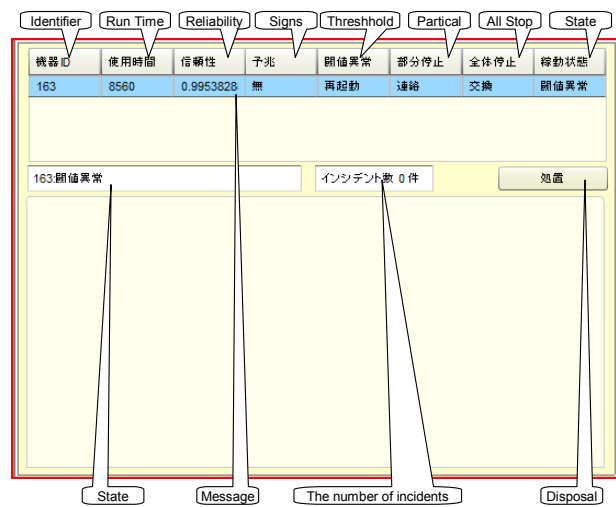 Identifier Run Time Reliability Signs Threshhold Partical All Stop State
機器ID 使用時間 信頼性 予兆 閾値異常 部分停止 全体停止 稼動状態
163 8560 0.9953828 無 再起動 連絡 交換 閾値異常
163:閾値異常 インシデント数 0 件 処置
State Message The number of incidents Disposal